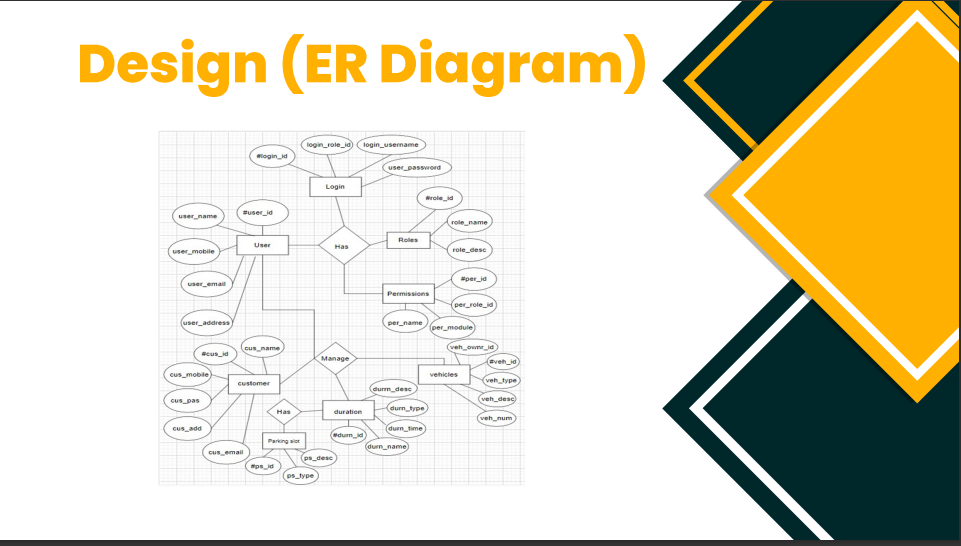 Design (ER Diagram)
login_role_id
login_username
#login_id
user_password
Login
#role_id
user_name
#user_id
role_name
User
Has
Roles
user_mobile
role_desc
user_email
#per_id
Permissions
per_role_id
user_address
per_name
per_module
cus_name
veh_ownr_id
#cus_id
Manage
#veh_id
cus_mobile
vehicles
veh_type
customer
durn_desc
cus_pas
veh_desc
Has
duration
durn_type
veh_num
cus_add
durn_time
#durn_id
Parking slot
durn_name
cus_email
ps_desc
#ps_id
ps_type